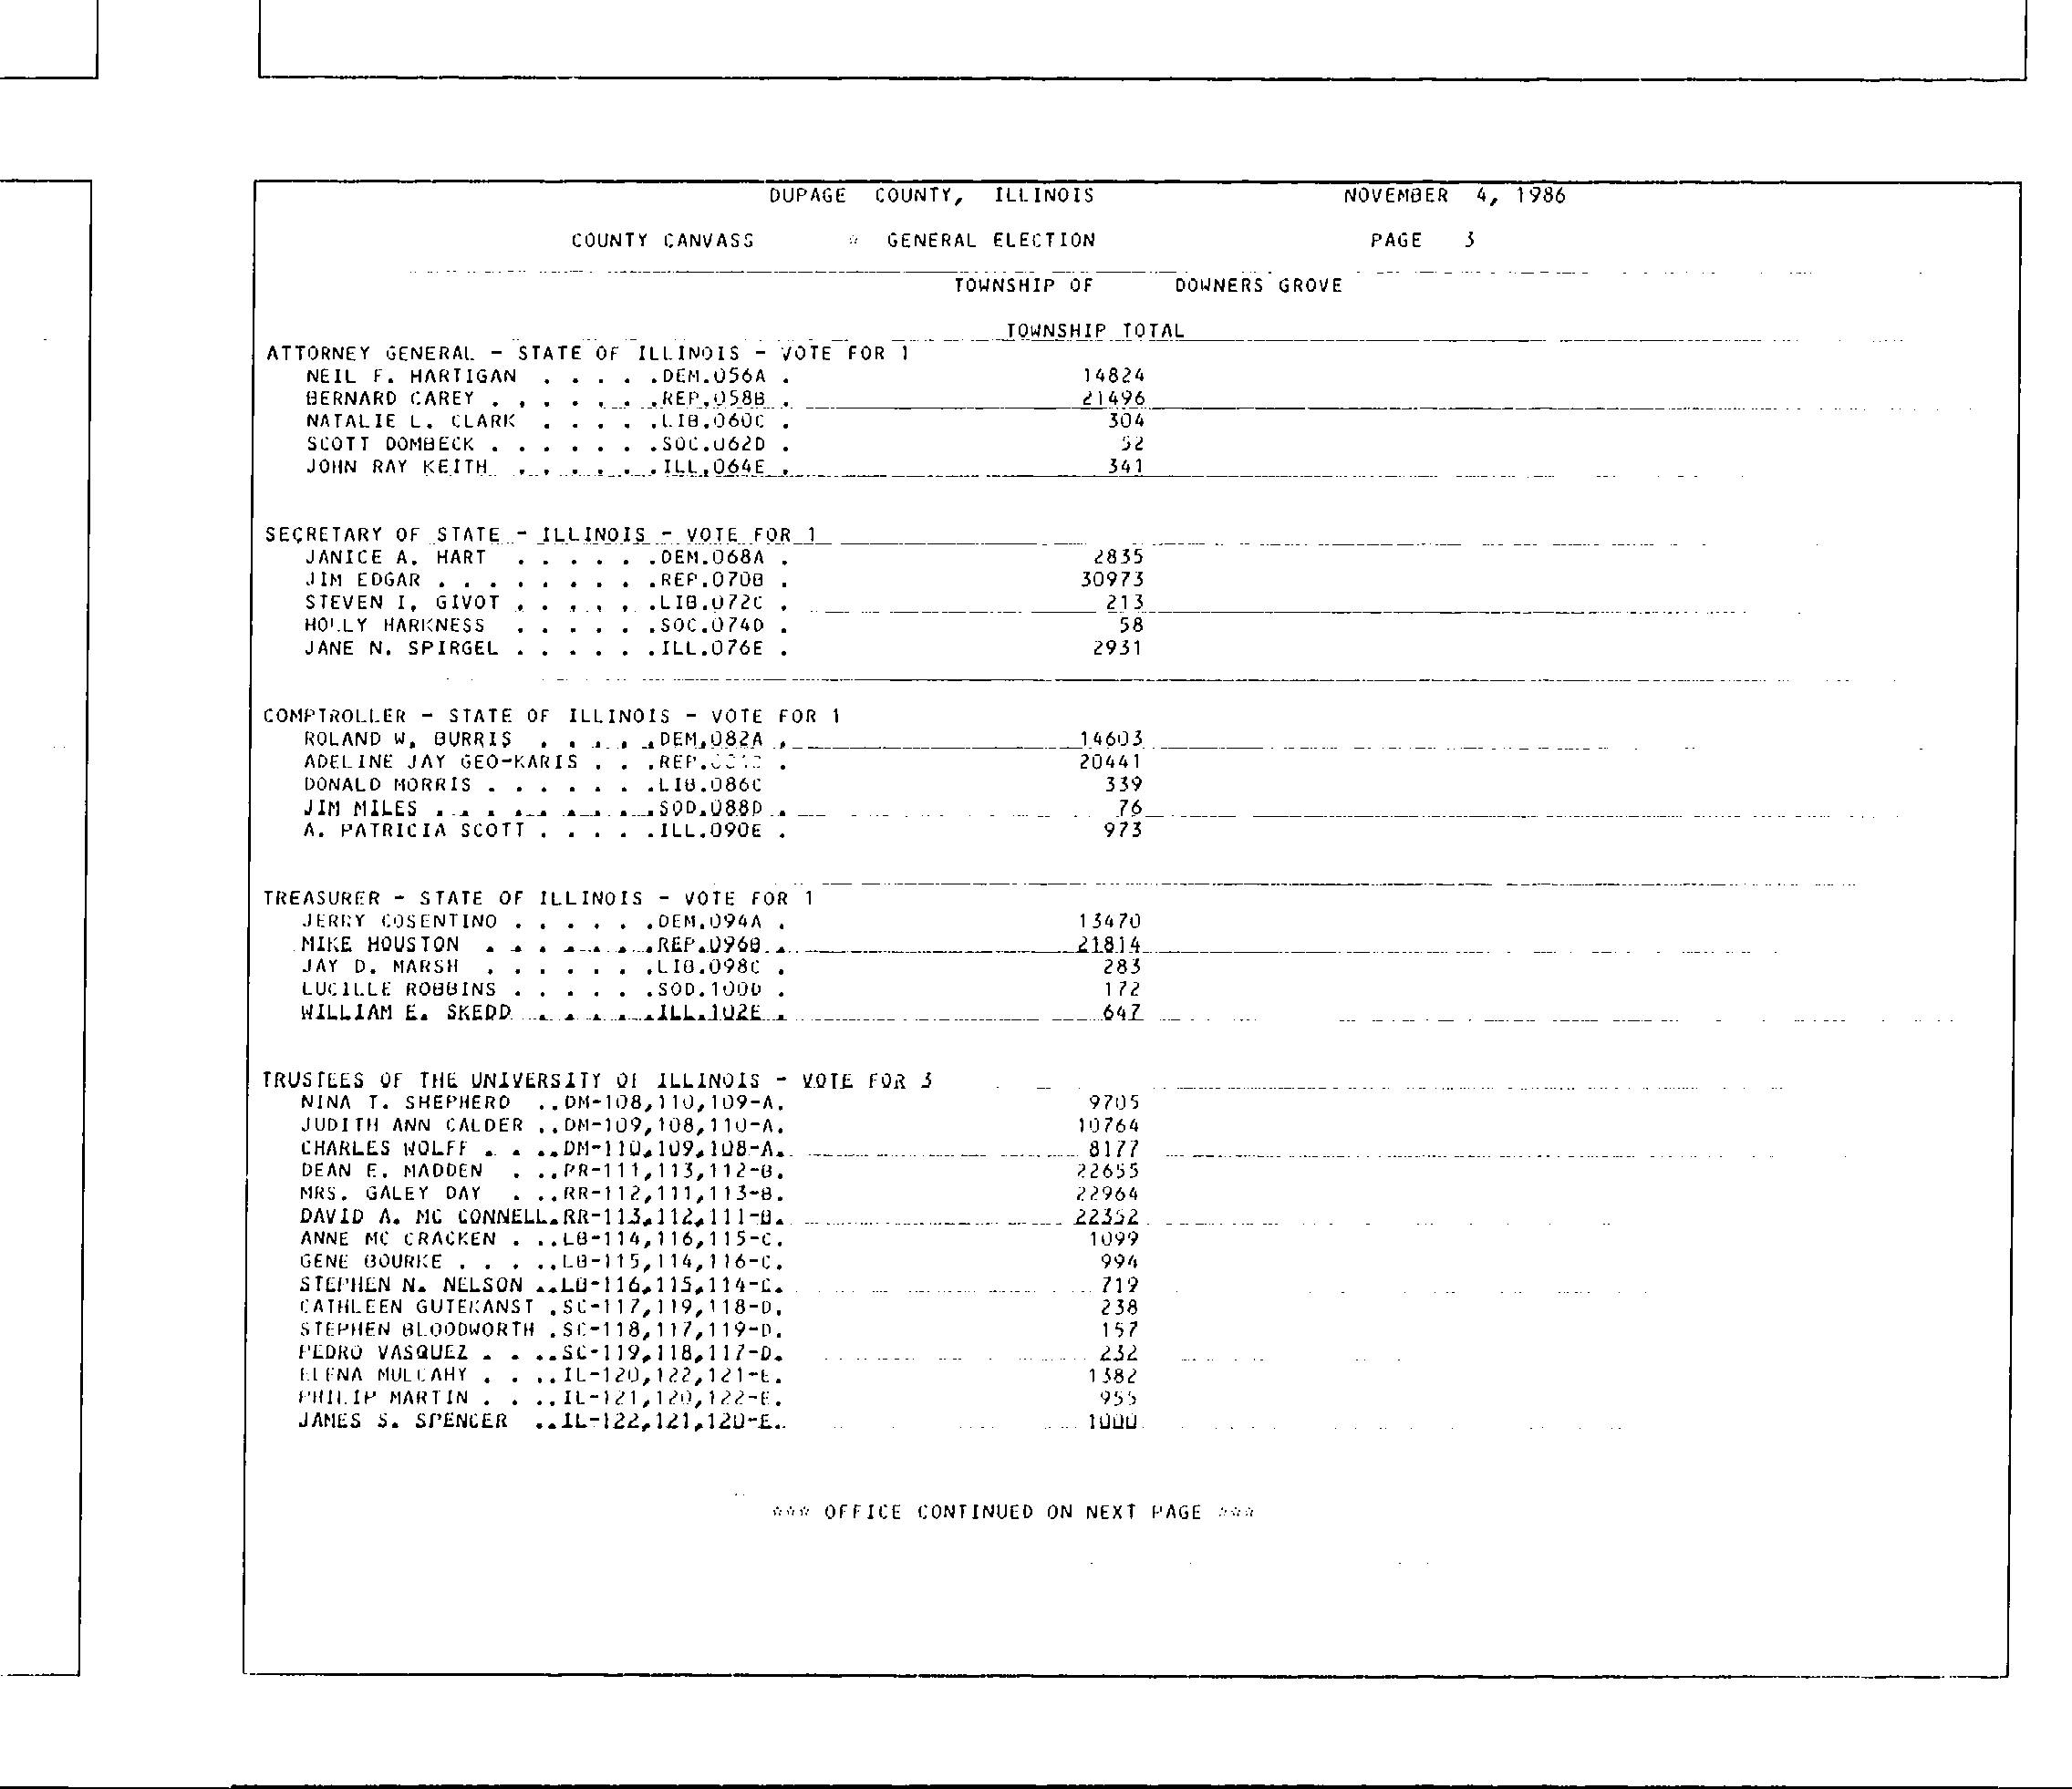 DUPAGE COUNTY, ILLINOIS NOVEMBER 4, 1986
COUNTY CANVASS * GENERAL ELECTION PAGE 3
TOWNSHIP OF DOWNERS GROVE
TOWNSHIP TOTAL
ATTORNEY GENERAL - STATE OF ILLINOIS - VOTE FOR 1
NEIL F. HARTIGAN . . . . .DEM.056A . 14824
BERNARD CAREY . . . . . . .REP.058B . 21496
NATALIE L. CLARK . . . . .LIB.060C . 304
SCOTT DOMBECK . . . . . . .SOC.062D . 52
JOHN RAY KEITH . . . . . .ILL.064E . 341
SECRETARY OF STATE - ILLINOIS - VOTE FOR 1
JANICE A. HART . . . . . .DEM.068A . 2835
JIM EDGAR . . . . . . . . .REP.070B . 30973
STEVEN I. GIVOT . . . . . .LIB.072C . 213
HOLLY HARKNESS . . . . . .SOC.074D . 58
JANE N. SPIRGEL . . . . . .ILL.076E . 2931
COMPTROLLER - STATE OF ILLINOIS - VOTE FOR 1
ROLAND W. BURRIS . . . . .DEM.082A . 14603
ADELINE JAY GEO-KARIS . . .REP. . 20441
DONALD MORRIS . . . . . . .LIB.086C 339
JIM MILES . . . . . . . . .SOD.088D . 76
A. PATRICIA SCOTT . . . . .ILL.090E . 973
TREASURER - STATE OF ILLINOIS - VOTE FOR 1
JERRY COSENTINO . . . . . .DEM.094A . 13470
MIKE HOUSTON . . . . . . .REP.096B . 21814
JAY D. MARSH . . . . . . .LIB.098C . 283
LUCILLE ROBBINS . . . . . .SOD.100D . 172
WILLIAM E. SKEDD . . . . .ILL.102E . 647
TRUSTEES OF THE UNIVERSITY OF ILLINOIS - VOTE FOR 3
NINA T. SHEPHERD ..DM-108,110,109-A. 9705
JUDITH ANN CALDER ..DM-109,108,110-A. 10764
CHARLES WOLFF . . ..DM-110,109,108-A. 8177
DEAN E. MADDEN . ..RR-111,113,112-B. 22655
MRS. GALEY DAY . ..RR-112,111,113-B. 22964
DAVID A. MC CONNELL.RR-113,112,111-B. 22352
ANNE MC CRACKEN . ..LB-114,116,115-C. 1099
GENE BOURKE . . . ..LB-115,114,116-C. 994
STEPHEN N. NELSON ..LB-116,115,114-C. 719
CATHLEEN GUTEKANST .SC-117,119,118-D. 238
STEPHEN BLOODWORTH .SC-118,117,119-D. 157
PEDRO VASQUEZ . . ..SC-119,118,117-D. 232
ELENA MULCAHY . . ..IL-120,122,121-E. 1382
PHILIP MARTIN . . ..IL-121,120,122-E. 955
JAMES S. SPENCER ..IL-122,121,120-E. 1000
*** OFFICE CONTINUED ON NEXT PAGE ***